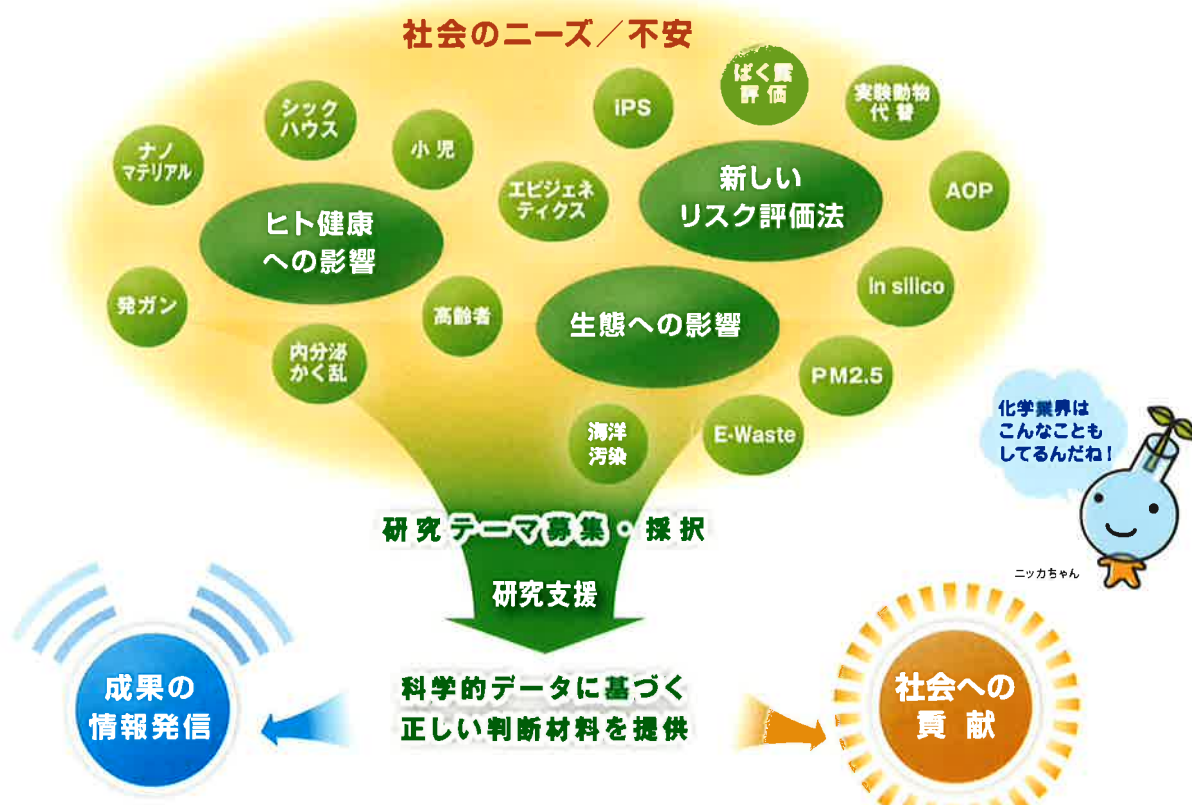 社会のニーズ／不安
ばく露
評価
iPS
実験動物
代替
シック
ハウス
小児
ナノ
マテリアル
エピジェネ
ティクス
新しい
リスク評価法
AOP
ヒト健康
への影響
in silico
発ガン
高齢者
生態への影響
内分泌
かく乱
PM2.5
海洋
汚染
E-Waste
化学業界は
こんなことも
してるんだね！
ニッカちゃん
研究テーマ募集・採択
研究支援
科学的データに基づく
正しい判断材料を提供
成果の
情報発信
社会への
貢献